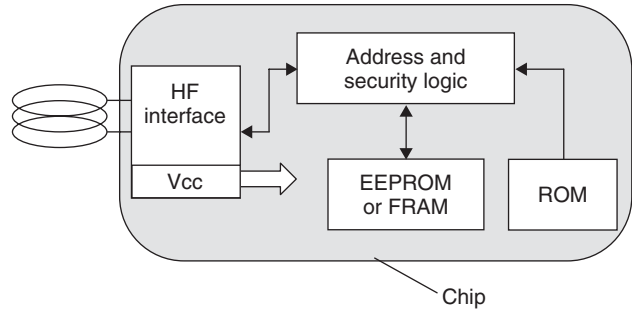 HF
interface
Vcc
Address and
security logic
EEPROM
or FRAM
ROM
Chip